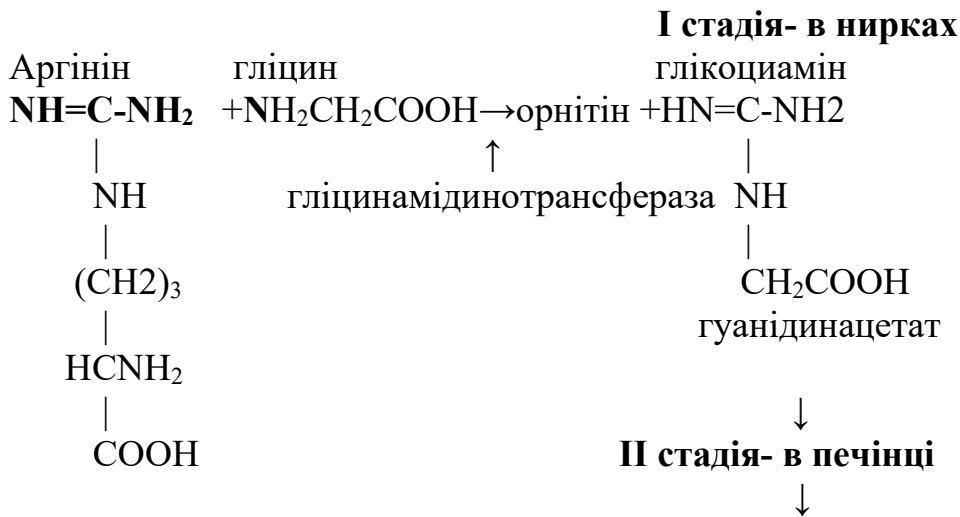 I стадія- в нирках
Аргінін гліцин глікоциамін
NH=C-NH₂ +NH₂CH₂COOH→орнітін +HN=C-NH2
| ↑ |
NH гліцинамідинотрансфераза NH
| |
(CH2)₃ CH₂COOH
| гуанідинацетат
HCNH₂
| ↓
COOH II стадія- в печінці
↓